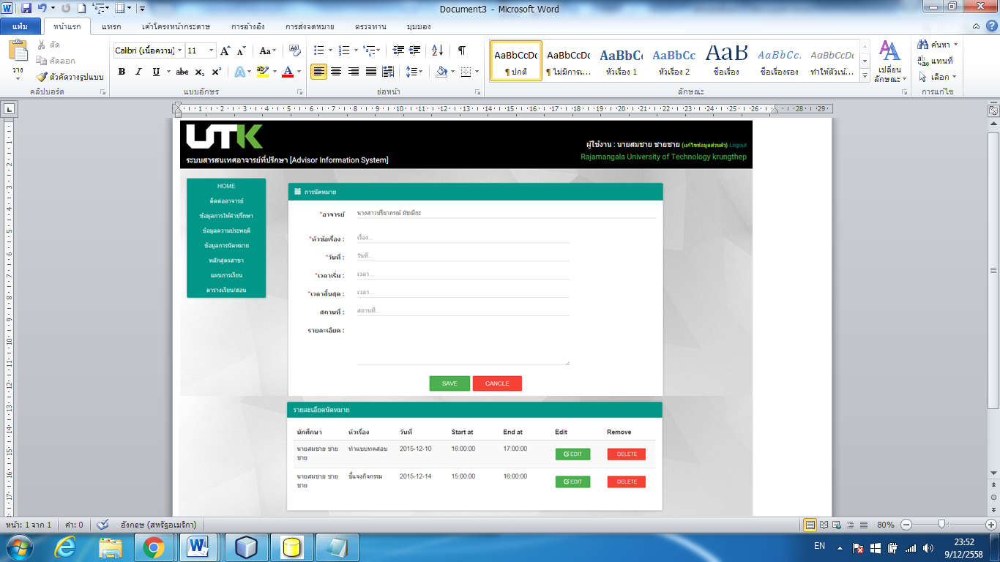 Document3 - Microsoft Word
แฟ้ม หน้าแรก แทรก เค้าโครงหน้ากระดาษ การอ้างอิง การส่งจดหมาย ตรวจทาน มุมมอง
วาง
ตัด
คัดลอก
ตัวคัดวางรูปแบบ
คลิปบอร์ด
Calibri (เนื้อความ) 11
แบบอักษร
ย่อหน้า
AaBbCcDc AaBbCcDc AaBbC AaBbCc AaB AaBbCc. AaBbCcDc
¶ ปกติ ¶ ไม่มีการเ... หัวเรื่อง 1 หัวเรื่อง 2 ชื่อเรื่อง ชื่อเรื่องรอง ทำให้ตัวเน้...
ลักษณะ
เปลี่ยน
ลักษณะ
ค้นหา
แทนที่
เลือก
การแก้ไข
UTK
ระบบสารสนเทศอาจารย์ที่ปรึกษา [Advisor Information System]
ผู้ใช้งาน : นายสมชาย ชายชาย (แก้ไขข้อมูลส่วนตัว) Logout
Rajamangala University of Technology krungthep
HOME
ติดต่ออาจารย์
ข้อมูลการให้คำปรึกษา
ข้อมูลความประพฤติ
ข้อมูลการนัดหมาย
หลักสูตรสาขา
แผนการเรียน
ตารางเรียน/สอน
การนัดหมาย
*อาจารย์ นางสาวปรียาภรณ์
*หัวข้อเรื่อง : เรื่อง...
*วันที่ : วันที่...
*เวลาเริ่ม : เวลา...
*เวลาสิ้นสุด : เวลา...
สถานที่ : สถานที่...
รายละเอียด :
SAVE CANCLE
รายละเอียดนัดหมาย
นักศึกษา หัวเรื่อง วันที่ Start at End at Edit Remove
นายสมชาย ชาย ทำแบบทดสอบ 2015-12-10 16:00:00 17:00:00 EDIT DELETE
ชาย
นายสมชาย ชาย ชี้แจงกิจกรรม 2015-12-14 15:00:00 16:00:00 EDIT DELETE
ชาย
หน้า: 1 จาก 1 คำ: 0 อังกฤษ (สหรัฐอเมริกา) 80%
EN 23:52
9/12/2558